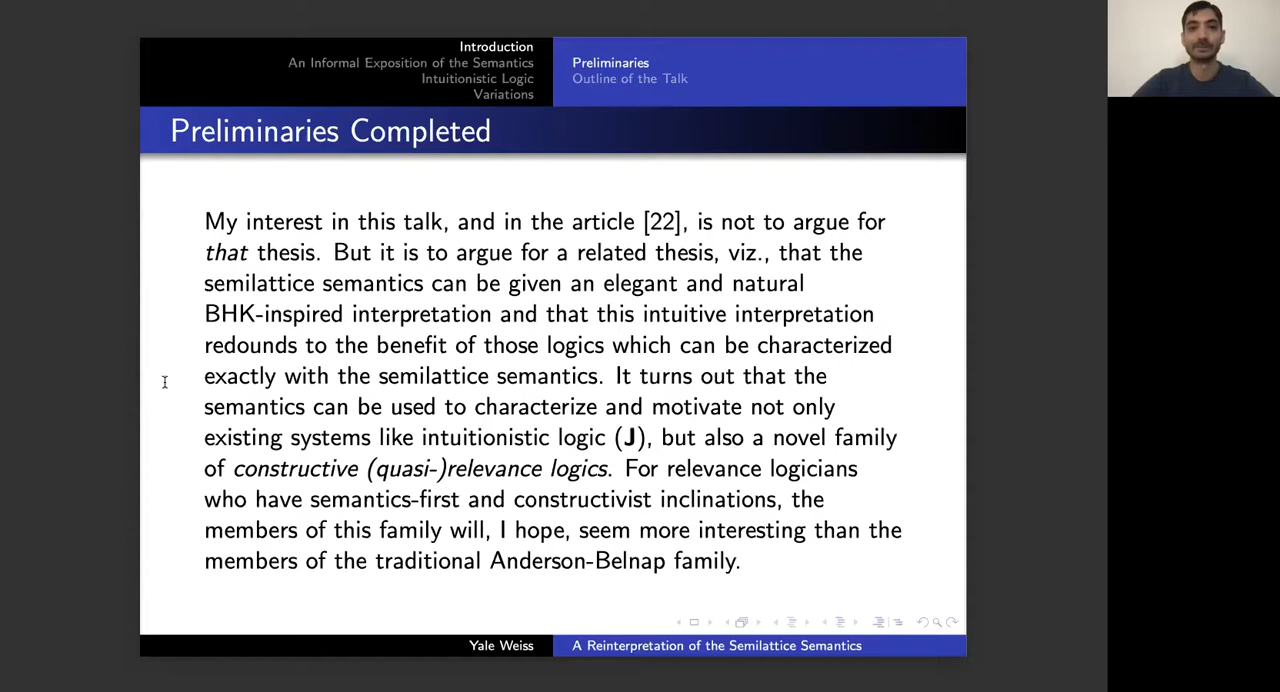 Introduction
An Informal Exposition of the Semantics
Intuitionistic Logic
Variations
Preliminaries
Outline of the Talk
Preliminaries Completed
My interest in this talk, and in the article [22], is not to argue for
that thesis. But it is to argue for a related thesis, viz., that the
semilattice semantics can be given an elegant and natural
BHK-inspired interpretation and that this intuitive interpretation
redounds to the benefit of those logics which can be characterized
exactly with the semilattice semantics. It turns out that the
semantics can be used to characterize and motivate not only
existing systems like intuitionistic logic (J), but also a novel family
of constructive (quasi-)relevance logics. For relevance logicians
who have semantics-first and constructivist inclinations, the
members of this family will, I hope, seem more interesting than the
members of the traditional Anderson-Belnap family.
Yale Weiss
A Reinterpretation of the Semilattice Semantics